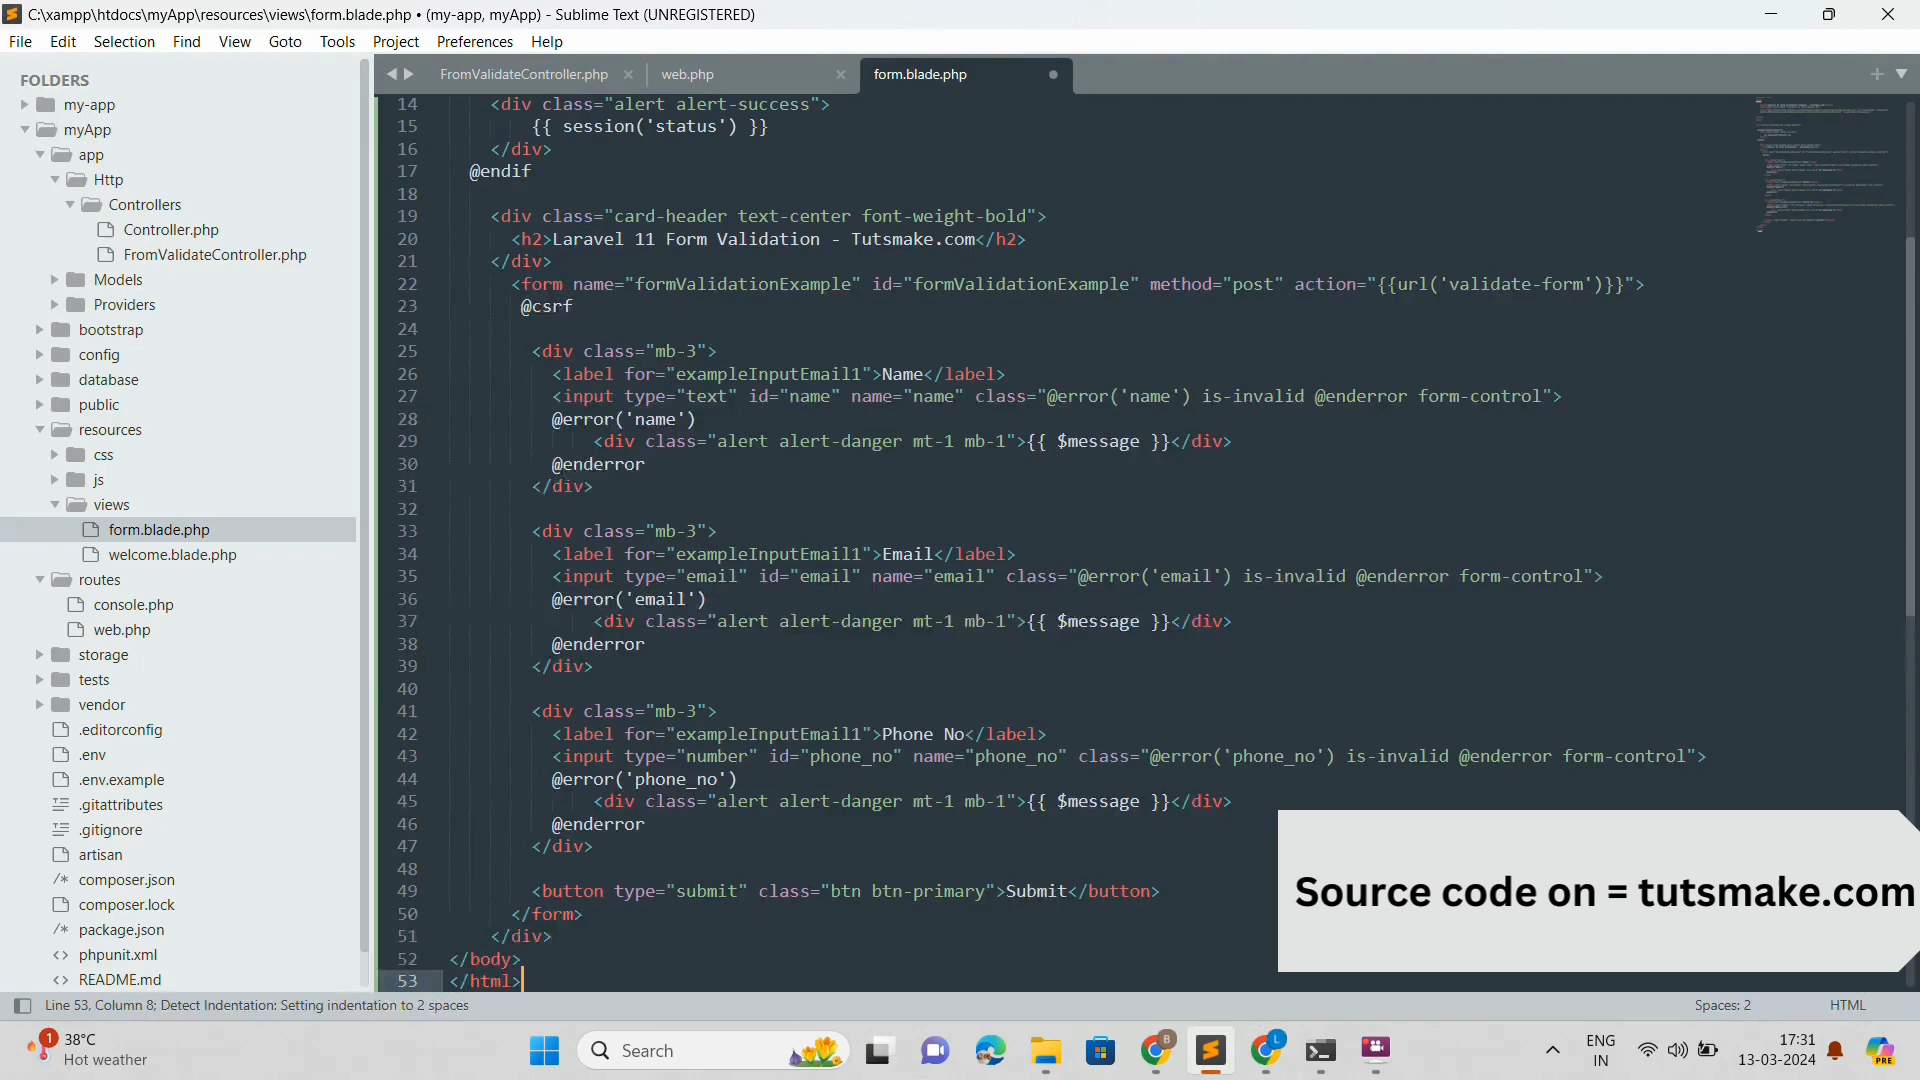 C:\xampp\htdocs\myApp\resources\views\form.blade.php • (my-app, myApp) - Sublime Text (UNREGISTERED)
File Edit Selection Find View Goto Tools Project Preferences Help
FOLDERS
my-app
myApp
app
Http
Controllers
Controller.php
FromValidateController.php
Models
Providers
bootstrap
config
database
public
resources
css
js
views
form.blade.php
welcome.blade.php
routes
console.php
web.php
storage
tests
vendor
.editorconfig
.env
.env.example
.gitattributes
.gitignore
artisan
/* composer.json
composer.lock
/* package.json
<> phpunit.xml
<> README.md
FromValidateController.php web.php form.blade.php
14 <div class="alert alert-success">
15 {{ session('status') }}
16 </div>
17 @endif
18
19 <div class="card-header text-center font-weight-bold">
20 <h2>Laravel 11 Form Validation - Tutsmake.com</h2>
21 </div>
22 <form name="formValidationExample" id="formValidationExample" method="post" action="{{url('validate-form')}}">
23 @csrf
24
25 <div class="mb-3">
26 <label for="exampleInputEmail1">Name</label>
27 <input type="text" id="name" name="name" class="@error('name') is-invalid @enderror form-control">
28 @error('name')
29 <div class="alert alert-danger mt-1 mb-1">{{ $message }}</div>
30 @enderror
31 </div>
32
33 <div class="mb-3">
34 <label for="exampleInputEmail1">Email</label>
35 <input type="email" id="email" name="email" class="@error('email') is-invalid @enderror form-control">
36 @error('email')
37 <div class="alert alert-danger mt-1 mb-1">{{ $message }}</div>
38 @enderror
39 </div>
40
41 <div class="mb-3">
42 <label for="exampleInputEmail1">Phone No</label>
43 <input type="number" id="phone_no" name="phone_no" class="@error('phone_no') is-invalid @enderror form-control">
44 @error('phone_no')
45 <div class="alert alert-danger mt-1 mb-1">{{ $message }}</div>
46 @enderror
47 </div>
48
49 <button type="submit" class="btn btn-primary">Submit</button>
50 </form>
51 </div>
52 </body>
53 </html>
Source code on = tutsmake.com
Line 53, Column 8; Detect Indentation: Setting indentation to 2 spaces
Spaces: 2
HTML
1
38°C
Hot weather
Search
B
L
ENG
IN
17:31
13-03-2024
PRE